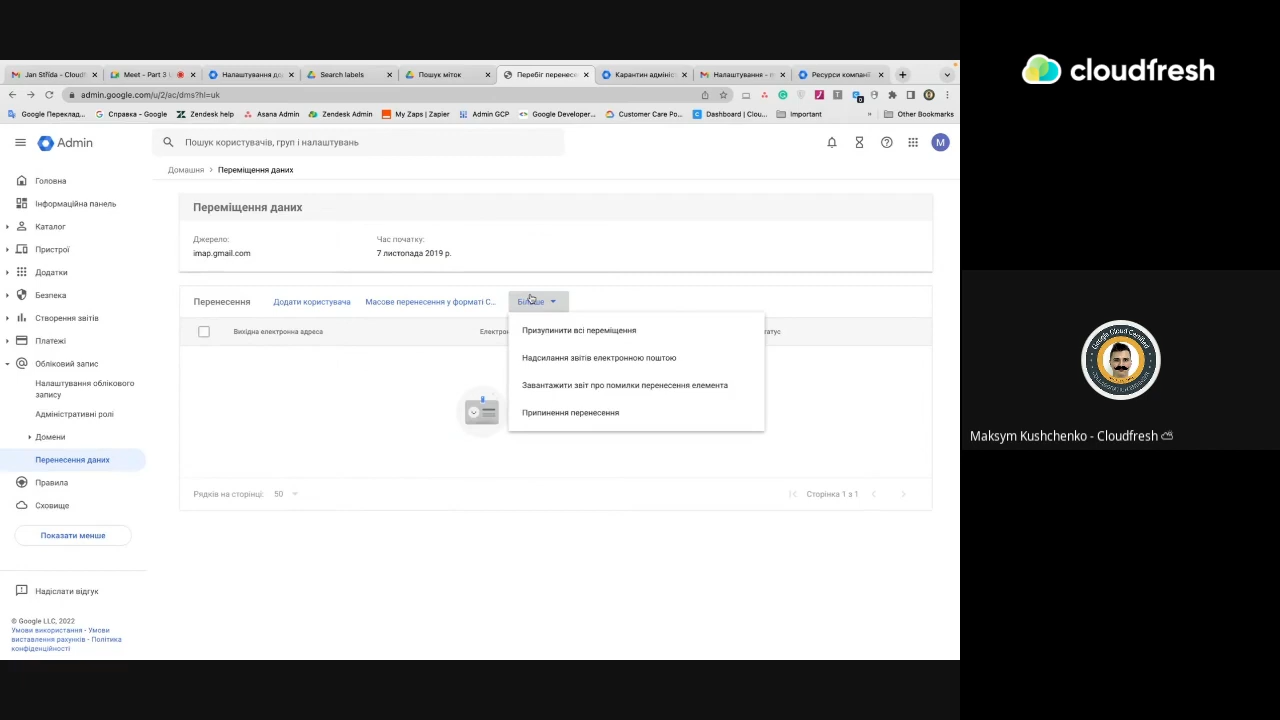 Jan Střída - Cloudf
Meet - Part 3
Налаштування до
Search labels
Пошук міток
Перебіг перенес
Карантин адмініс
Налаштування -
Ресурси компанії
admin.google.com/u/2/ac/dms?hl=uk
Google Переклад...
Справка - Google
Zendesk help
Asana Admin
Zendesk Admin
My Zaps | Zapier
Admin GCP
Google Developer...
Customer Care Po...
Dashboard | Clou...
Important
»
Other Bookmarks
cloudfresh
Admin
Пошук користувачів, груп і налаштувань
M
Домашня > Переміщення даних
Головна
Інформаційна панель
Каталог
Пристрої
Додатки
Безпека
Створення звітів
Платежі
Обліковий запис
Налаштування облікового
запису
Адміністративні ролі
Домени
Перенесення даних
Правила
Сховище
Показати менше
Надіслати відгук
© Google LLC, 2022
Умови використання - Умови
виставлення рахунків - Політика
конфіденційності
Переміщення даних
Джерело:
Час початку:
imap.gmail.com
7 листопада 2019 р.
Перенесення
Додати користувача
Масове перенесення у форматі C...
Більше
Вихідна електронна адреса
Електрон
татус
Призупинити всі переміщення
Надсилання звітів електронною поштою
Завантажити звіт про помилки перенесення елемента
Припинення перенесення
Рядків на сторінці: 50
Сторінка 1 з 1
Google Cloud Certified
Maksym Kushchenko - Cloudfresh